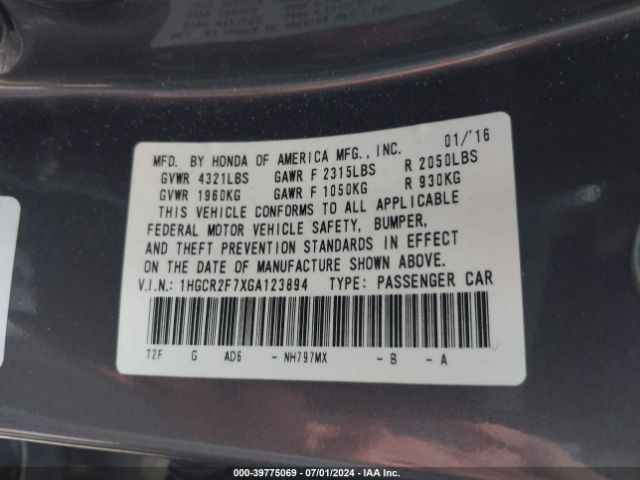 MFD. BY HONDA OF AMERICA MFG., INC. 01/'16
GVWR 4321LBS GAWR F 2315LBS R 2050LBS
GVWR 1960KG GAWR F 1050KG R 930KG
THIS VEHICLE CONFORMS TO ALL APPLICABLE
FEDERAL MOTOR VEHICLE SAFETY, BUMPER,
AND THEFT PREVENTION STANDARDS IN EFFECT
ON THE DATE OF MANUFACTURE SHOWN ABOVE.
V.I.N.: 1HGCR2F7XGA123894 TYPE: PASSENGER CAR
T2F G AD6 - NH797MX - B - A
000-39775069 - 07/01/2024 - IAA Inc.